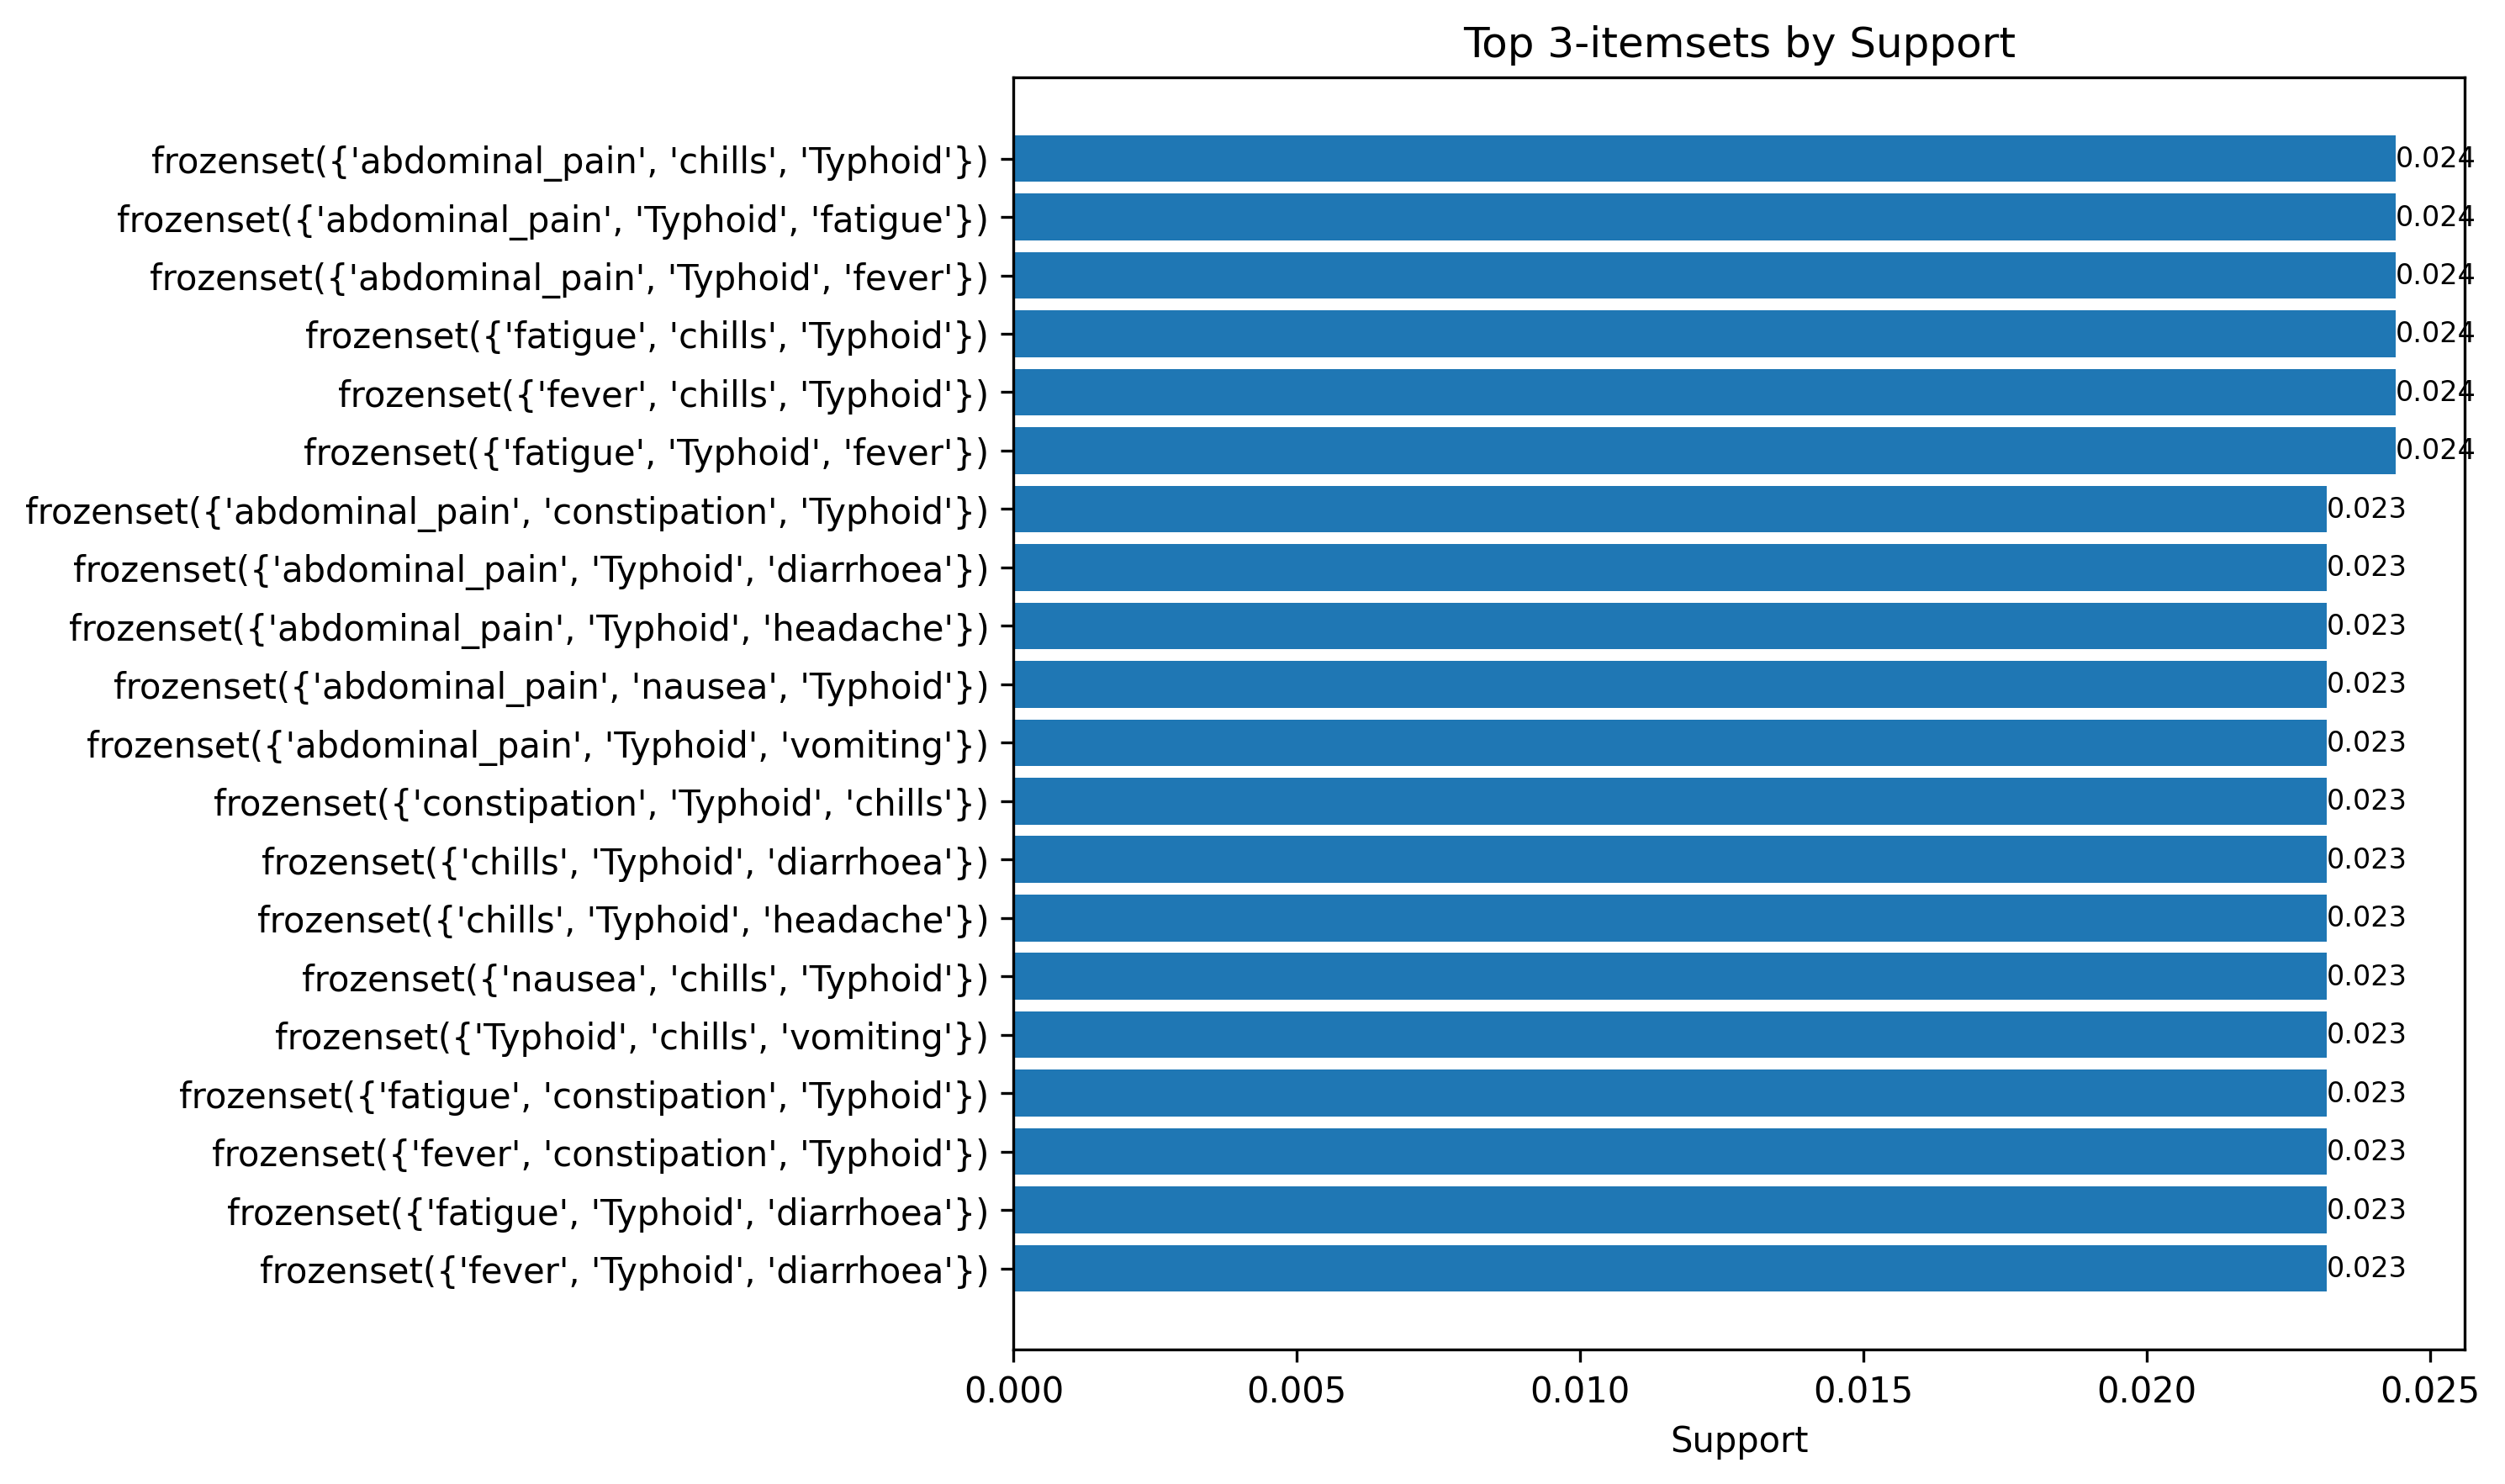 Top 3-itemsets by Support
frozenset({'abdominal_pain', 'chills', 'Typhoid'}) 0.024
frozenset({'abdominal_pain', 'Typhoid', 'fatigue'}) 0.024
frozenset({'abdominal_pain', 'Typhoid', 'fever'}) 0.024
frozenset({'fatigue', 'chills', 'Typhoid'}) 0.024
frozenset({'fever', 'chills', 'Typhoid'}) 0.024
frozenset({'fatigue', 'Typhoid', 'fever'}) 0.024
frozenset({'abdominal_pain', 'constipation', 'Typhoid'}) 0.023
frozenset({'abdominal_pain', 'Typhoid', 'diarrhoea'}) 0.023
frozenset({'abdominal_pain', 'Typhoid', 'headache'}) 0.023
frozenset({'abdominal_pain', 'nausea', 'Typhoid'}) 0.023
frozenset({'abdominal_pain', 'Typhoid', 'vomiting'}) 0.023
frozenset({'constipation', 'Typhoid', 'chills'}) 0.023
frozenset({'chills', 'Typhoid', 'diarrhoea'}) 0.023
frozenset({'chills', 'Typhoid', 'headache'}) 0.023
frozenset({'nausea', 'chills', 'Typhoid'}) 0.023
frozenset({'Typhoid', 'chills', 'vomiting'}) 0.023
frozenset({'fatigue', 'constipation', 'Typhoid'}) 0.023
frozenset({'fever', 'constipation', 'Typhoid'}) 0.023
frozenset({'fatigue', 'Typhoid', 'diarrhoea'}) 0.023
frozenset({'fever', 'Typhoid', 'diarrhoea'}) 0.023
0.000 0.005 0.010 0.015 0.020 0.025
Support